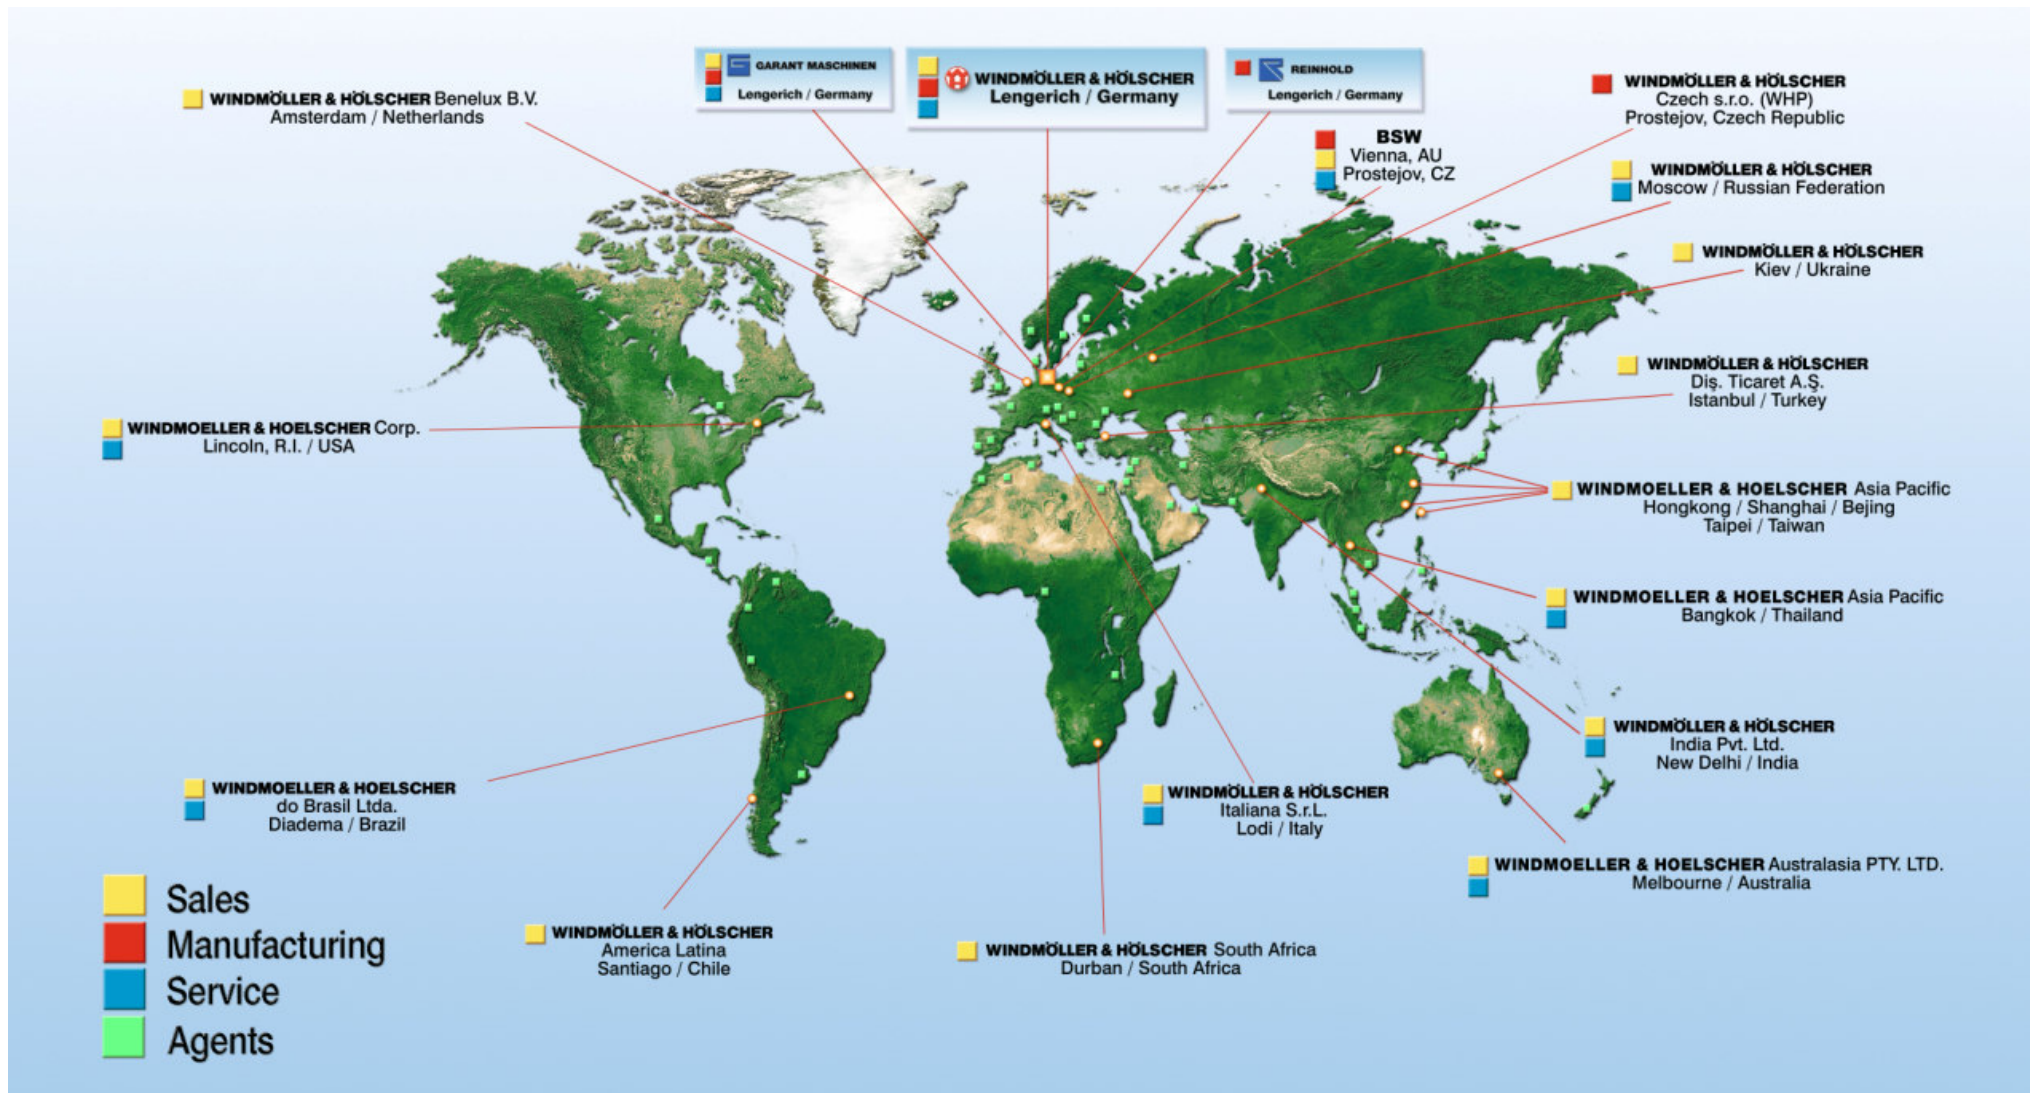 GARANT MASCHINEN
Lengerich / Germany
WINDMÖLLER & HÖLSCHER
Lengerich / Germany
REINHOLD
Lengerich / Germany
WINDMÖLLER & HÖLSCHER Benelux B.V.
Amsterdam / Netherlands
WINDMÖLLER & HÖLSCHER
Czech s.r.o. (WHP)
Prostejov, Czech Republic
BSW
Vienna, AU
Prostejov, CZ
WINDMÖLLER & HÖLSCHER
Moscow / Russian Federation
WINDMÖLLER & HÖLSCHER
Kiev / Ukraine
WINDMÖLLER & HÖLSCHER
Diş. Ticaret A.Ş.
Istanbul / Turkey
WINDMOELLER & HOELSCHER Corp.
Lincoln, R.I. / USA
WINDMOELLER & HOELSCHER Asia Pacific
Hongkong / Shanghai / Bejing
Taipei / Taiwan
WINDMOELLER & HOELSCHER Asia Pacific
Bangkok / Thailand
WINDMÖLLER & HÖLSCHER
India Pvt. Ltd.
New Delhi / India
WINDMOELLER & HOELSCHER
do Brasil Ltda.
Diadema / Brazil
WINDMÖLLER & HÖLSCHER
Italiana S.r.L.
Lodi / Italy
WINDMOELLER & HOELSCHER Australasia PTY. LTD.
Melbourne / Australia
WINDMÖLLER & HÖLSCHER
America Latina
Santiago / Chile
WINDMÖLLER & HÖLSCHER South Africa
Durban / South Africa
Sales
Manufacturing
Service
Agents